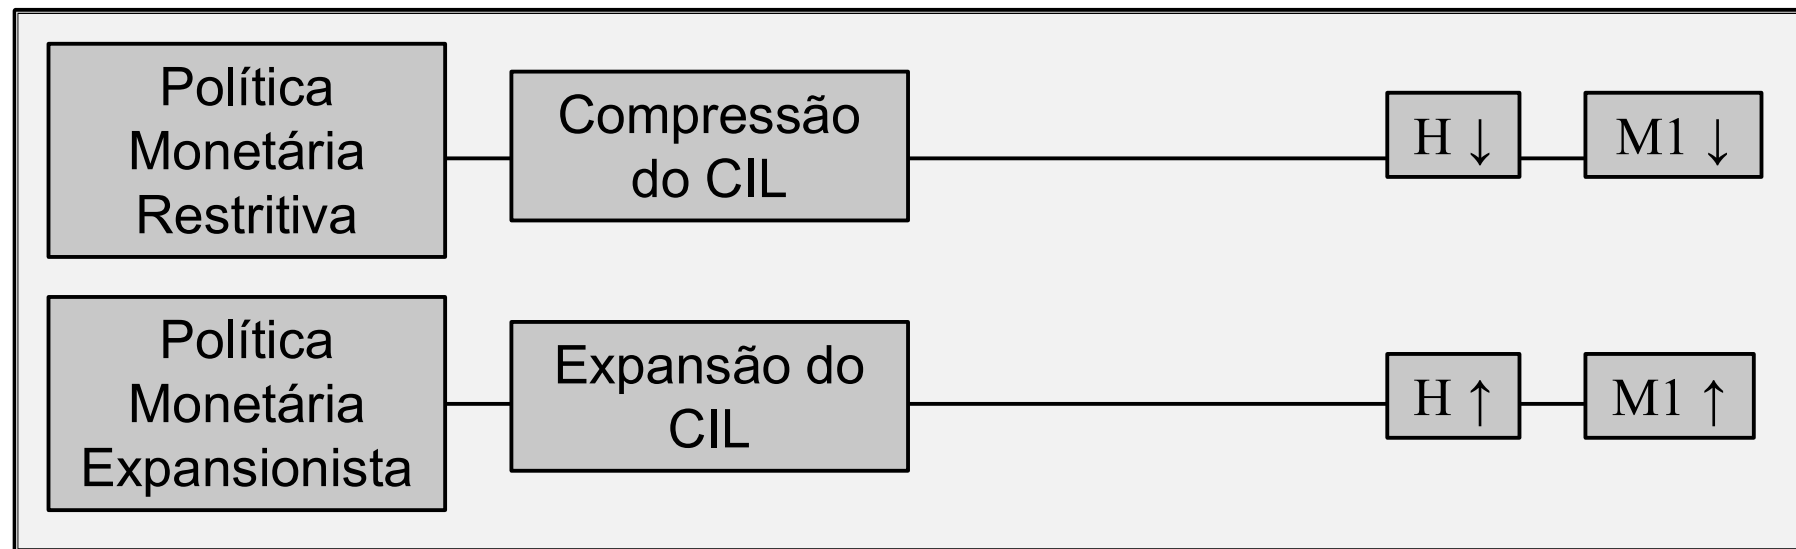 Política
Monetária
Restritiva
Compressão
do CIL
H ↓
M1 ↓
Política
Monetária
Expansionista
Expansão do
CIL
H ↑
M1 ↑